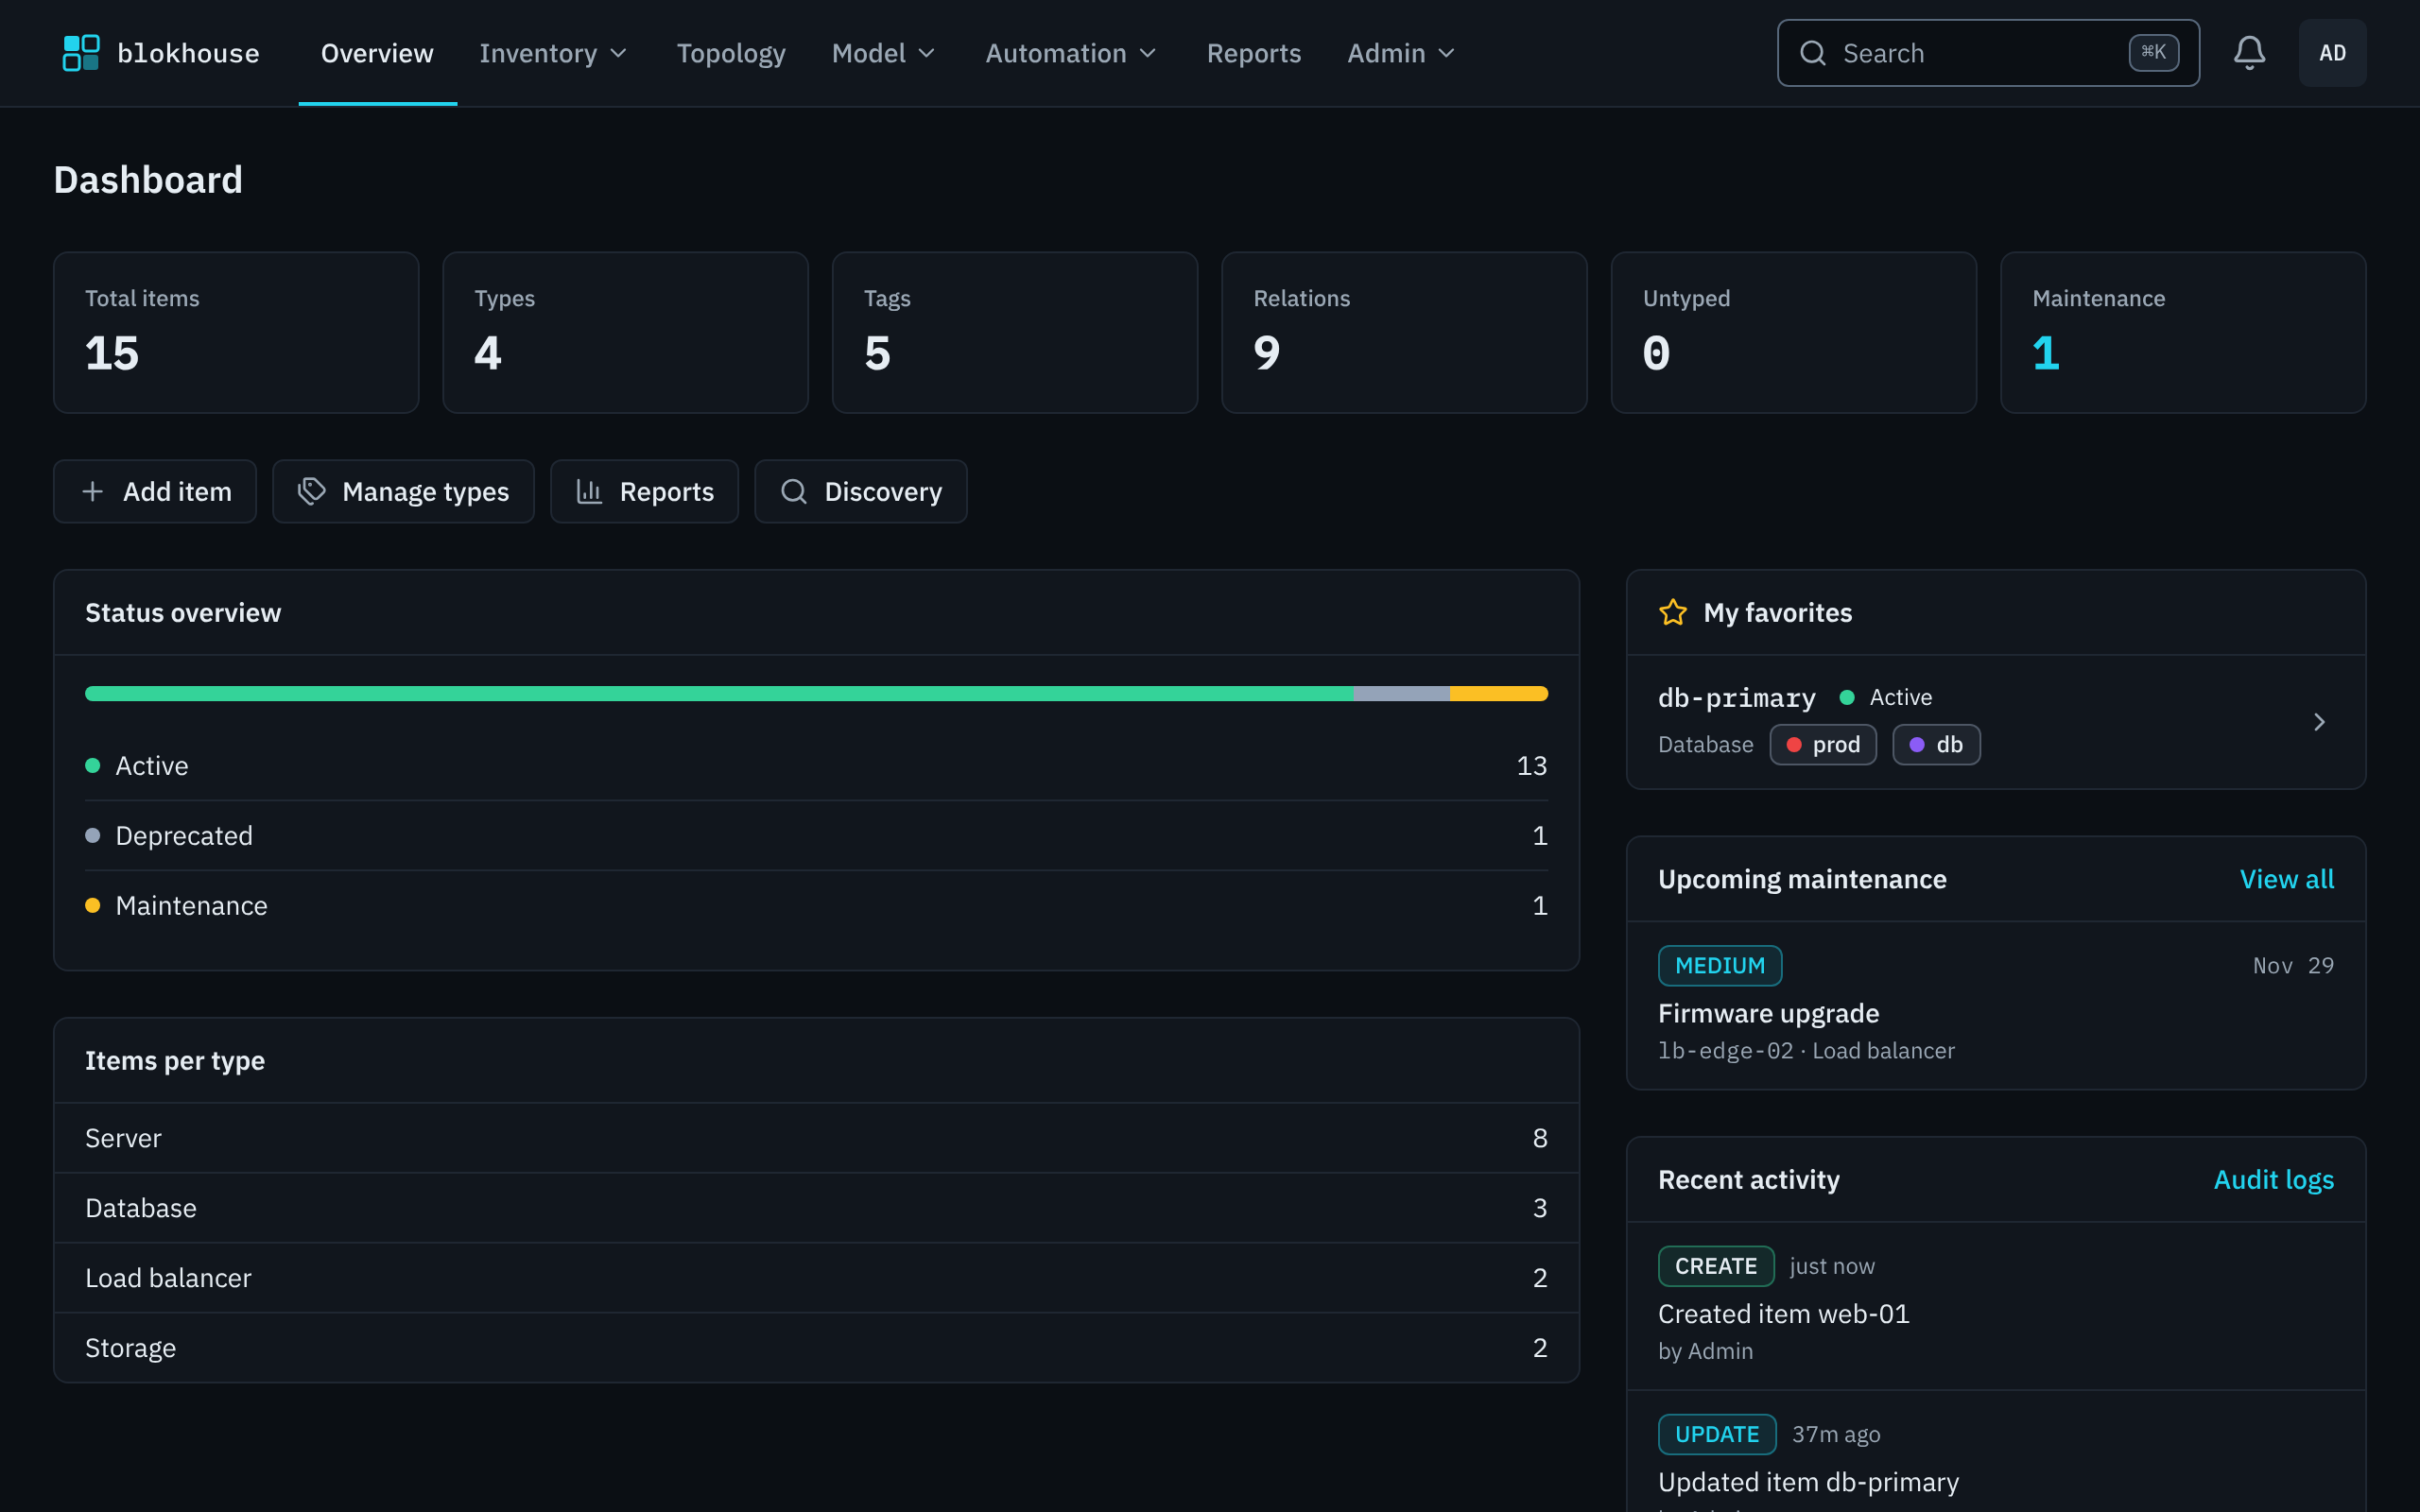 blokhouse
Overview
Inventory
Topology
Model
Automation
Reports
Admin
Search
⌘K
AD
Dashboard
Total items
15
Types
4
Tags
5
Relations
9
Untyped
0
Maintenance
1
Add item
Manage types
Reports
Discovery
Status overview
Active 13
Deprecated 1
Maintenance 1
Items per type
Server 8
Database 3
Load balancer 2
Storage 2
My favorites
db-primary Active
Database prod db
Upcoming maintenance View all
MEDIUM Nov 29
Firmware upgrade
lb-edge-02 · Load balancer
Recent activity Audit logs
CREATE just now
Created item web-01
by Admin
UPDATE 37m ago
Updated item db-primary